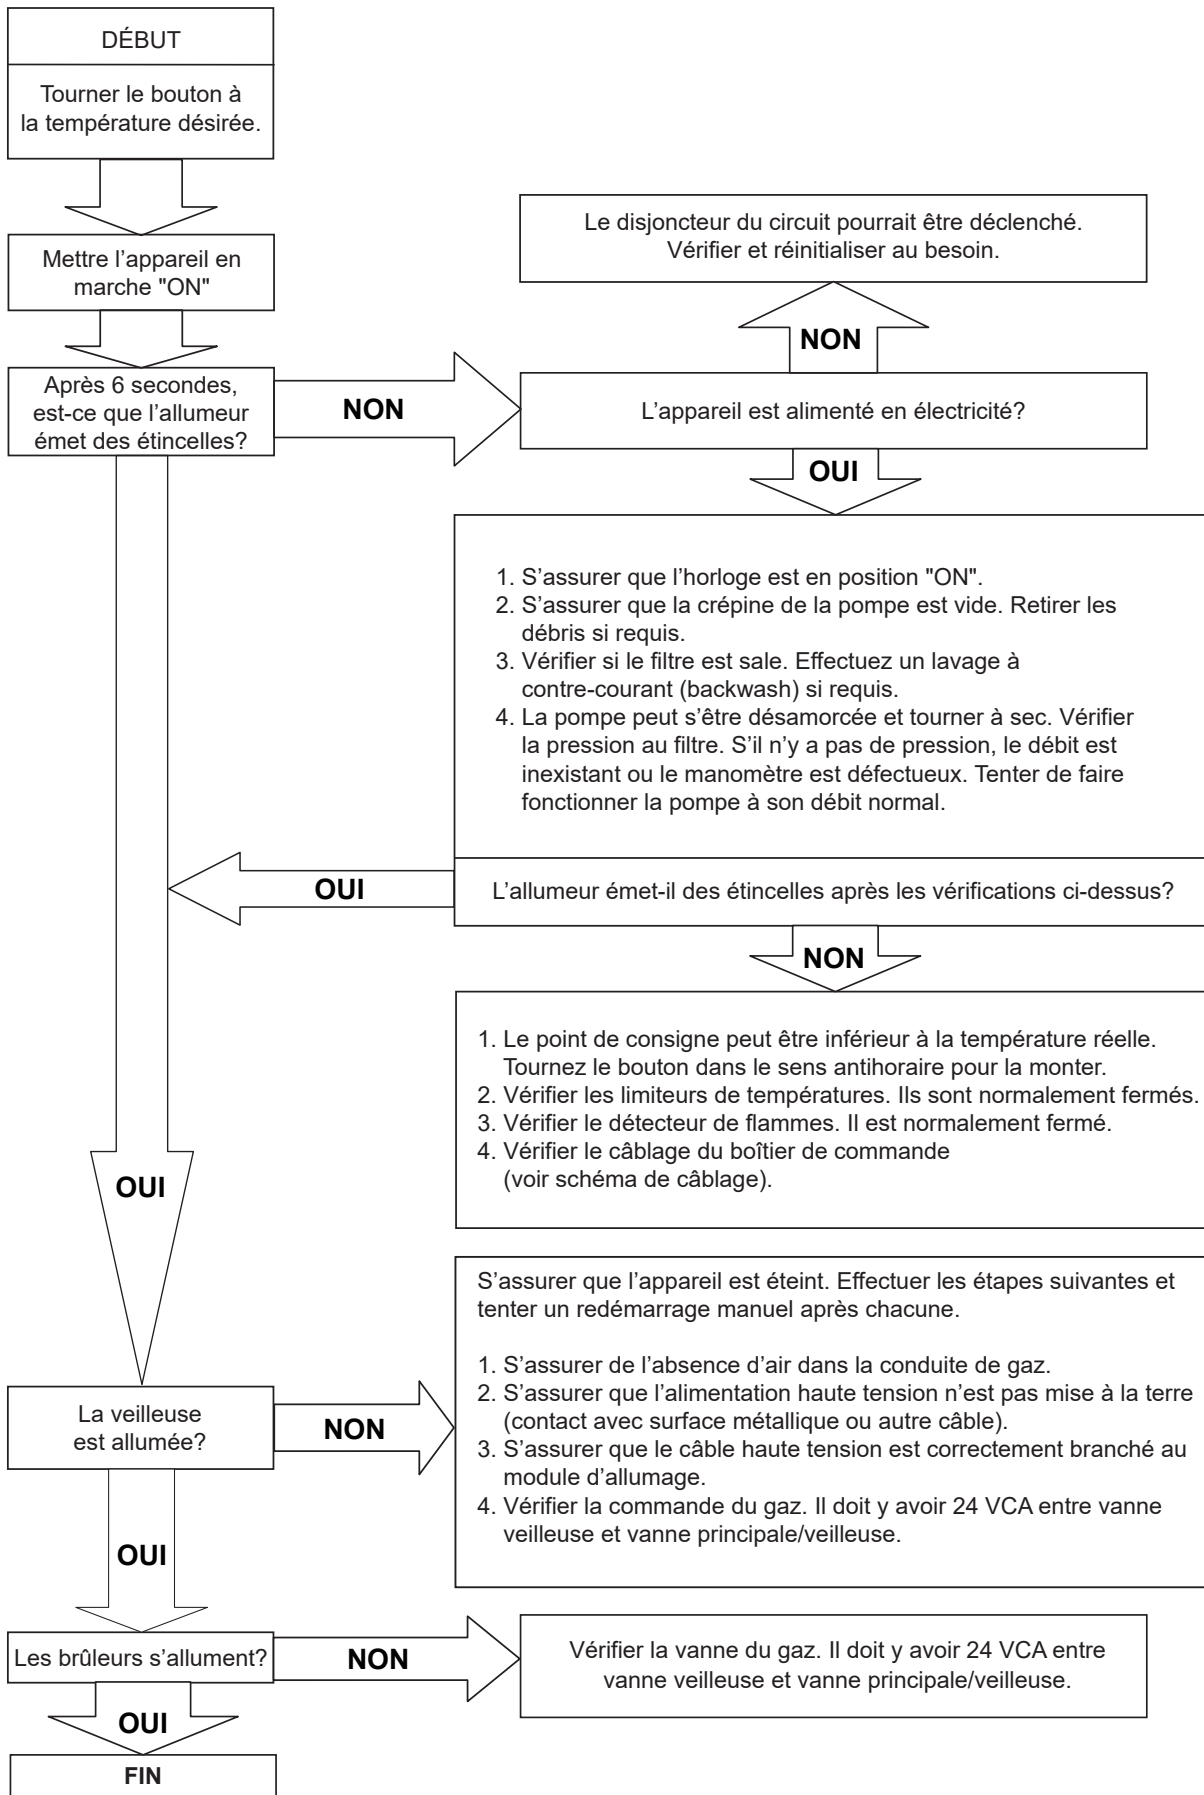 DÉBUT
Tourner le bouton à
la température désirée.
Mettre l'appareil en
marche "ON"
Le disjoncteur du circuit pourrait être déclenché.
Vérifier et réinitialiser au besoin.
NON
Après 6 secondes,
est-ce que l'allumeur
émet des étincelles?
NON
L'appareil est alimenté en électricité?
OUI
1. S'assurer que l'horloge est en position "ON".
2. S'assurer que la crépine de la pompe est vide. Retirer les
débris si requis.
3. Vérifier si le filtre est sale. Effectuez un lavage à
contre-courant (backwash) si requis.
4. La pompe peut s'être désamorcée et tourner à sec. Vérifier
la pression au filtre. S'il n'y a pas de pression, le débit est
inexistant ou le manomètre est défectueux. Tenter de faire
fonctionner la pompe à son débit normal.
OUI
L'allumeur émet-il des étincelles après les vérifications ci-dessus?
NON
1. Le point de consigne peut être inférieur à la température réelle.
Tournez le bouton dans le sens antihoraire pour la monter.
2. Vérifier les limiteurs de températures. Ils sont normalement fermés.
3. Vérifier le détecteur de flammes. Il est normalement fermé.
4. Vérifier le câblage du boîtier de commande
(voir schéma de câblage).
OUI
S'assurer que l'appareil est éteint. Effectuer les étapes suivantes et
tenter un redémarrage manuel après chacune.
1. S'assurer de l'absence d'air dans la conduite de gaz.
2. S'assurer que l'alimentation haute tension n'est pas mise à la terre
(contact avec surface métallique ou autre câble).
3. S'assurer que le câble haute tension est correctement branché au
module d'allumage.
4. Vérifier la commande du gaz. Il doit y avoir 24 VCA entre vanne
veilleuse et vanne principale/veilleuse.
La veilleuse
est allumée?
NON
OUI
Les brûleurs s'allument?
NON
Vérifier la vanne du gaz. Il doit y avoir 24 VCA entre
vanne veilleuse et vanne principale/veilleuse.
OUI
FIN